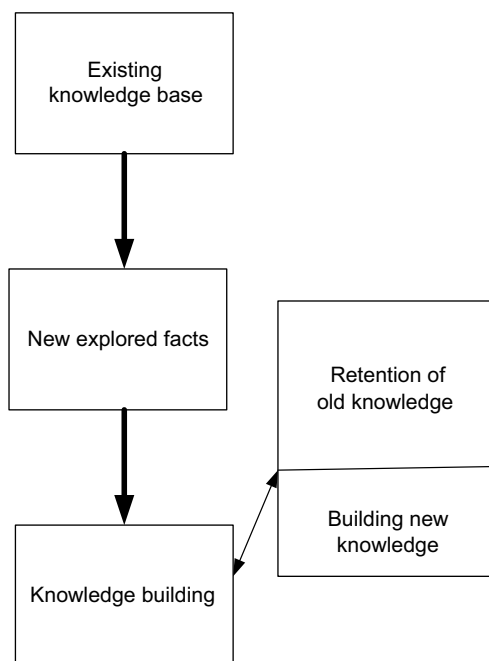 Existing
knowledge base
New explored facts
Retention of
old knowledge
Building new
knowledge
Knowledge building